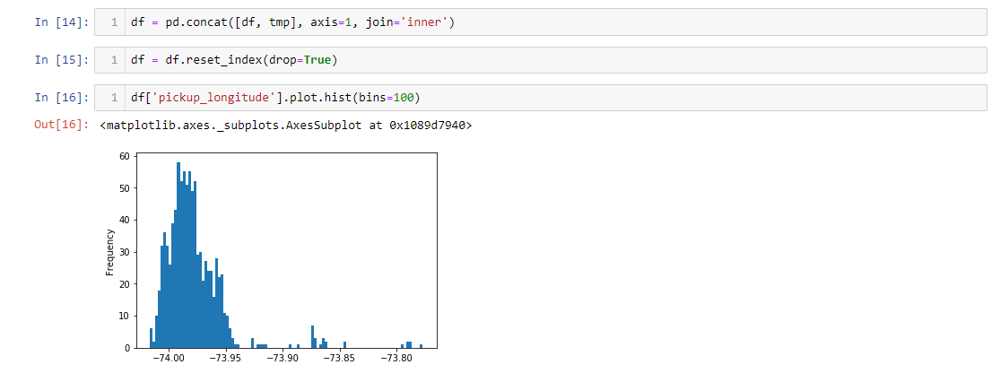 In [14]: 1 df = pd.concat([df, tmp], axis=1, join='inner')
In [15]: 1 df = df.reset_index(drop=True)
In [16]: 1 df['pickup_longitude'].plot.hist(bins=100)
Out[16]: <matplotlib.axes._subplots.AxesSubplot at 0x1089d7940>
60
50
40
30
20
10
0
Frequency
−74.00 −73.95 −73.90 −73.85 −73.80